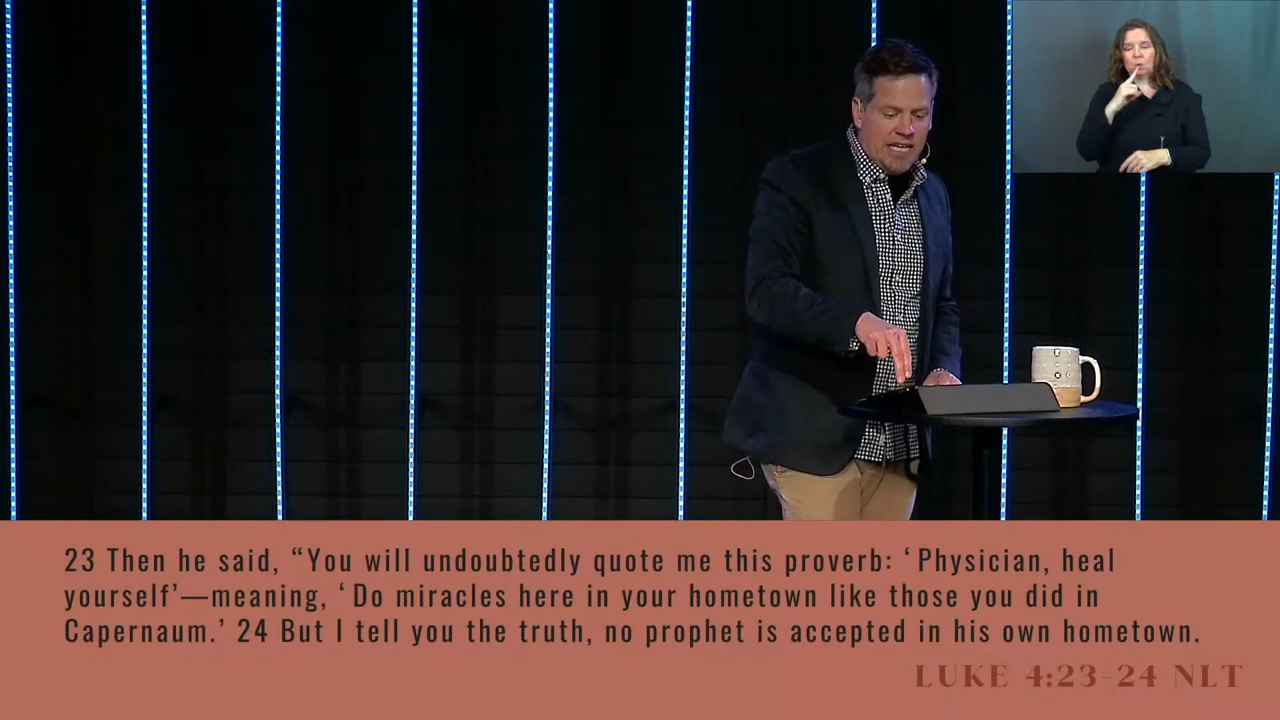 23 Then he said, “You will undoubtedly quote me this proverb: ‘Physician, heal
yourself’—meaning, ‘Do miracles here in your hometown like those you did in
Capernaum.’ 24 But I tell you the truth, no prophet is accepted in his own hometown.
LUKE 4:23-24 NLT